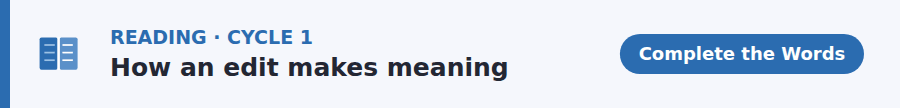 READING · CYCLE 1
How an edit makes meaning
Complete the Words